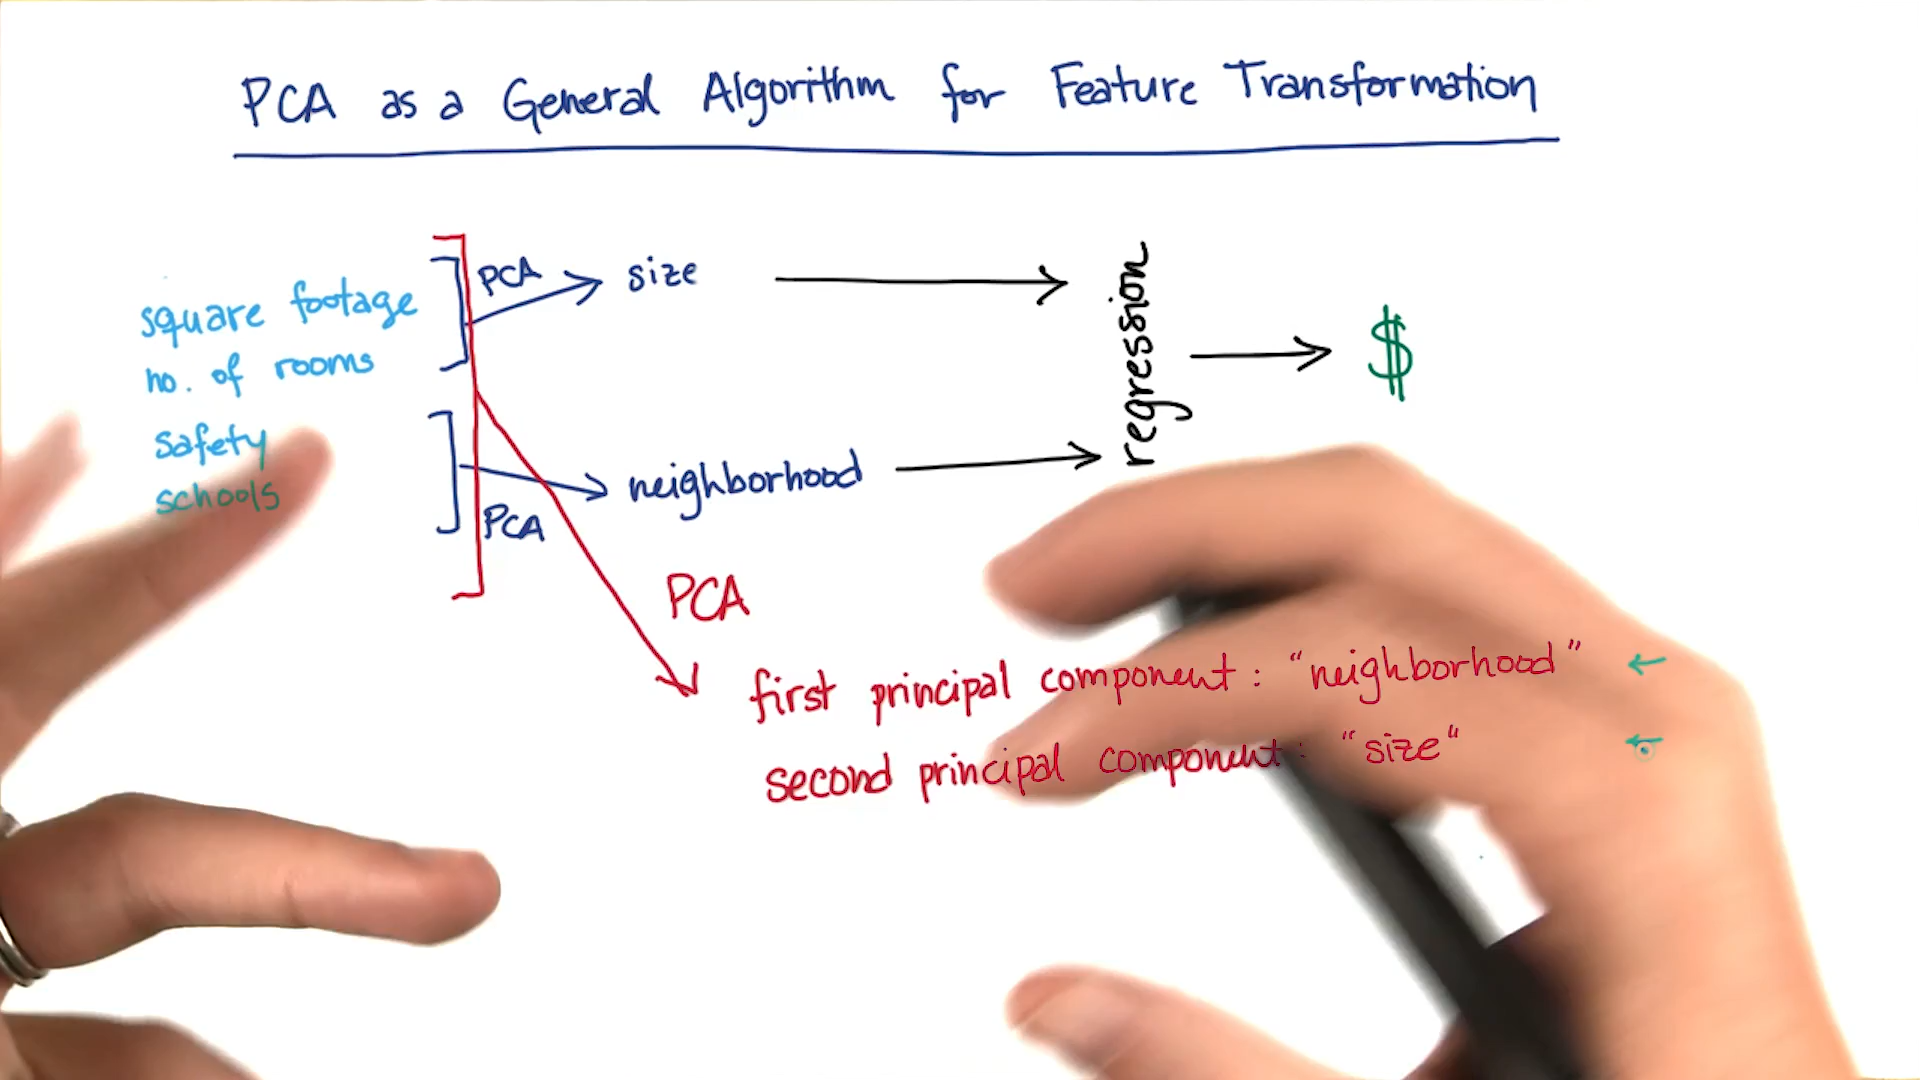 PCA as a General Algorithm for Feature Transformation
square footage
no. of rooms
safety
schools
PCA
size
PCA
neighborhood
regression
$
PCA
first principal component : "neighborhood"
second principal component : "size"